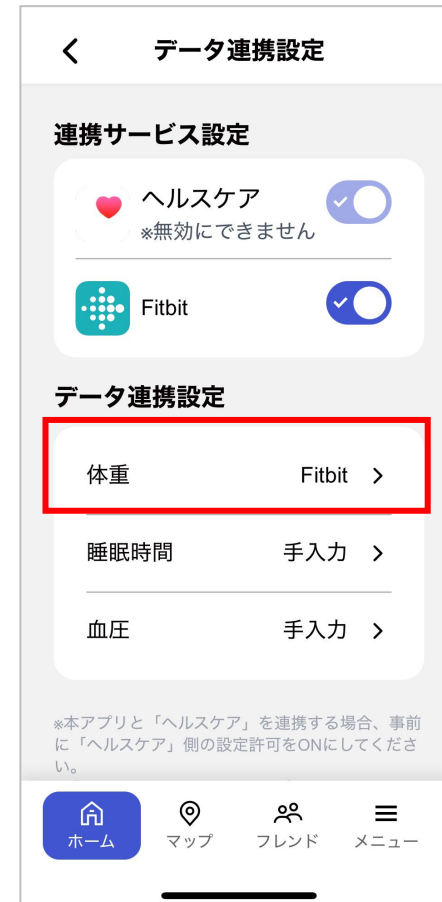 データ連携設定
連携サービス設定
ヘルスケア
※無効にできません
Fitbit
データ連携設定
体重 Fitbit
睡眠時間 手入力
血圧 手入力
※本アプリと「ヘルスケア」を連携する場合、事前
に「ヘルスケア」側の設定許可をONにしてくださ
い。
ホーム マップ フレンド メニュー